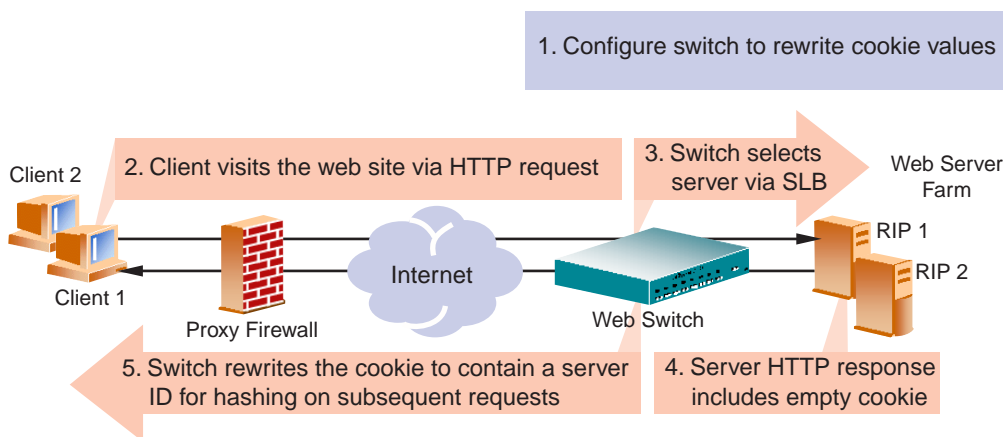 1. Configure switch to rewrite cookie values
2. Client visits the web site via HTTP request
3. Switch selects
server via SLB
Web Server
Farm
Client 2
RIP 1
RIP 2
Internet
Client 1
Proxy Firewall
Web Switch
5. Switch rewrites the cookie to contain a server
ID for hashing on subsequent requests
4. Server HTTP response
includes empty cookie